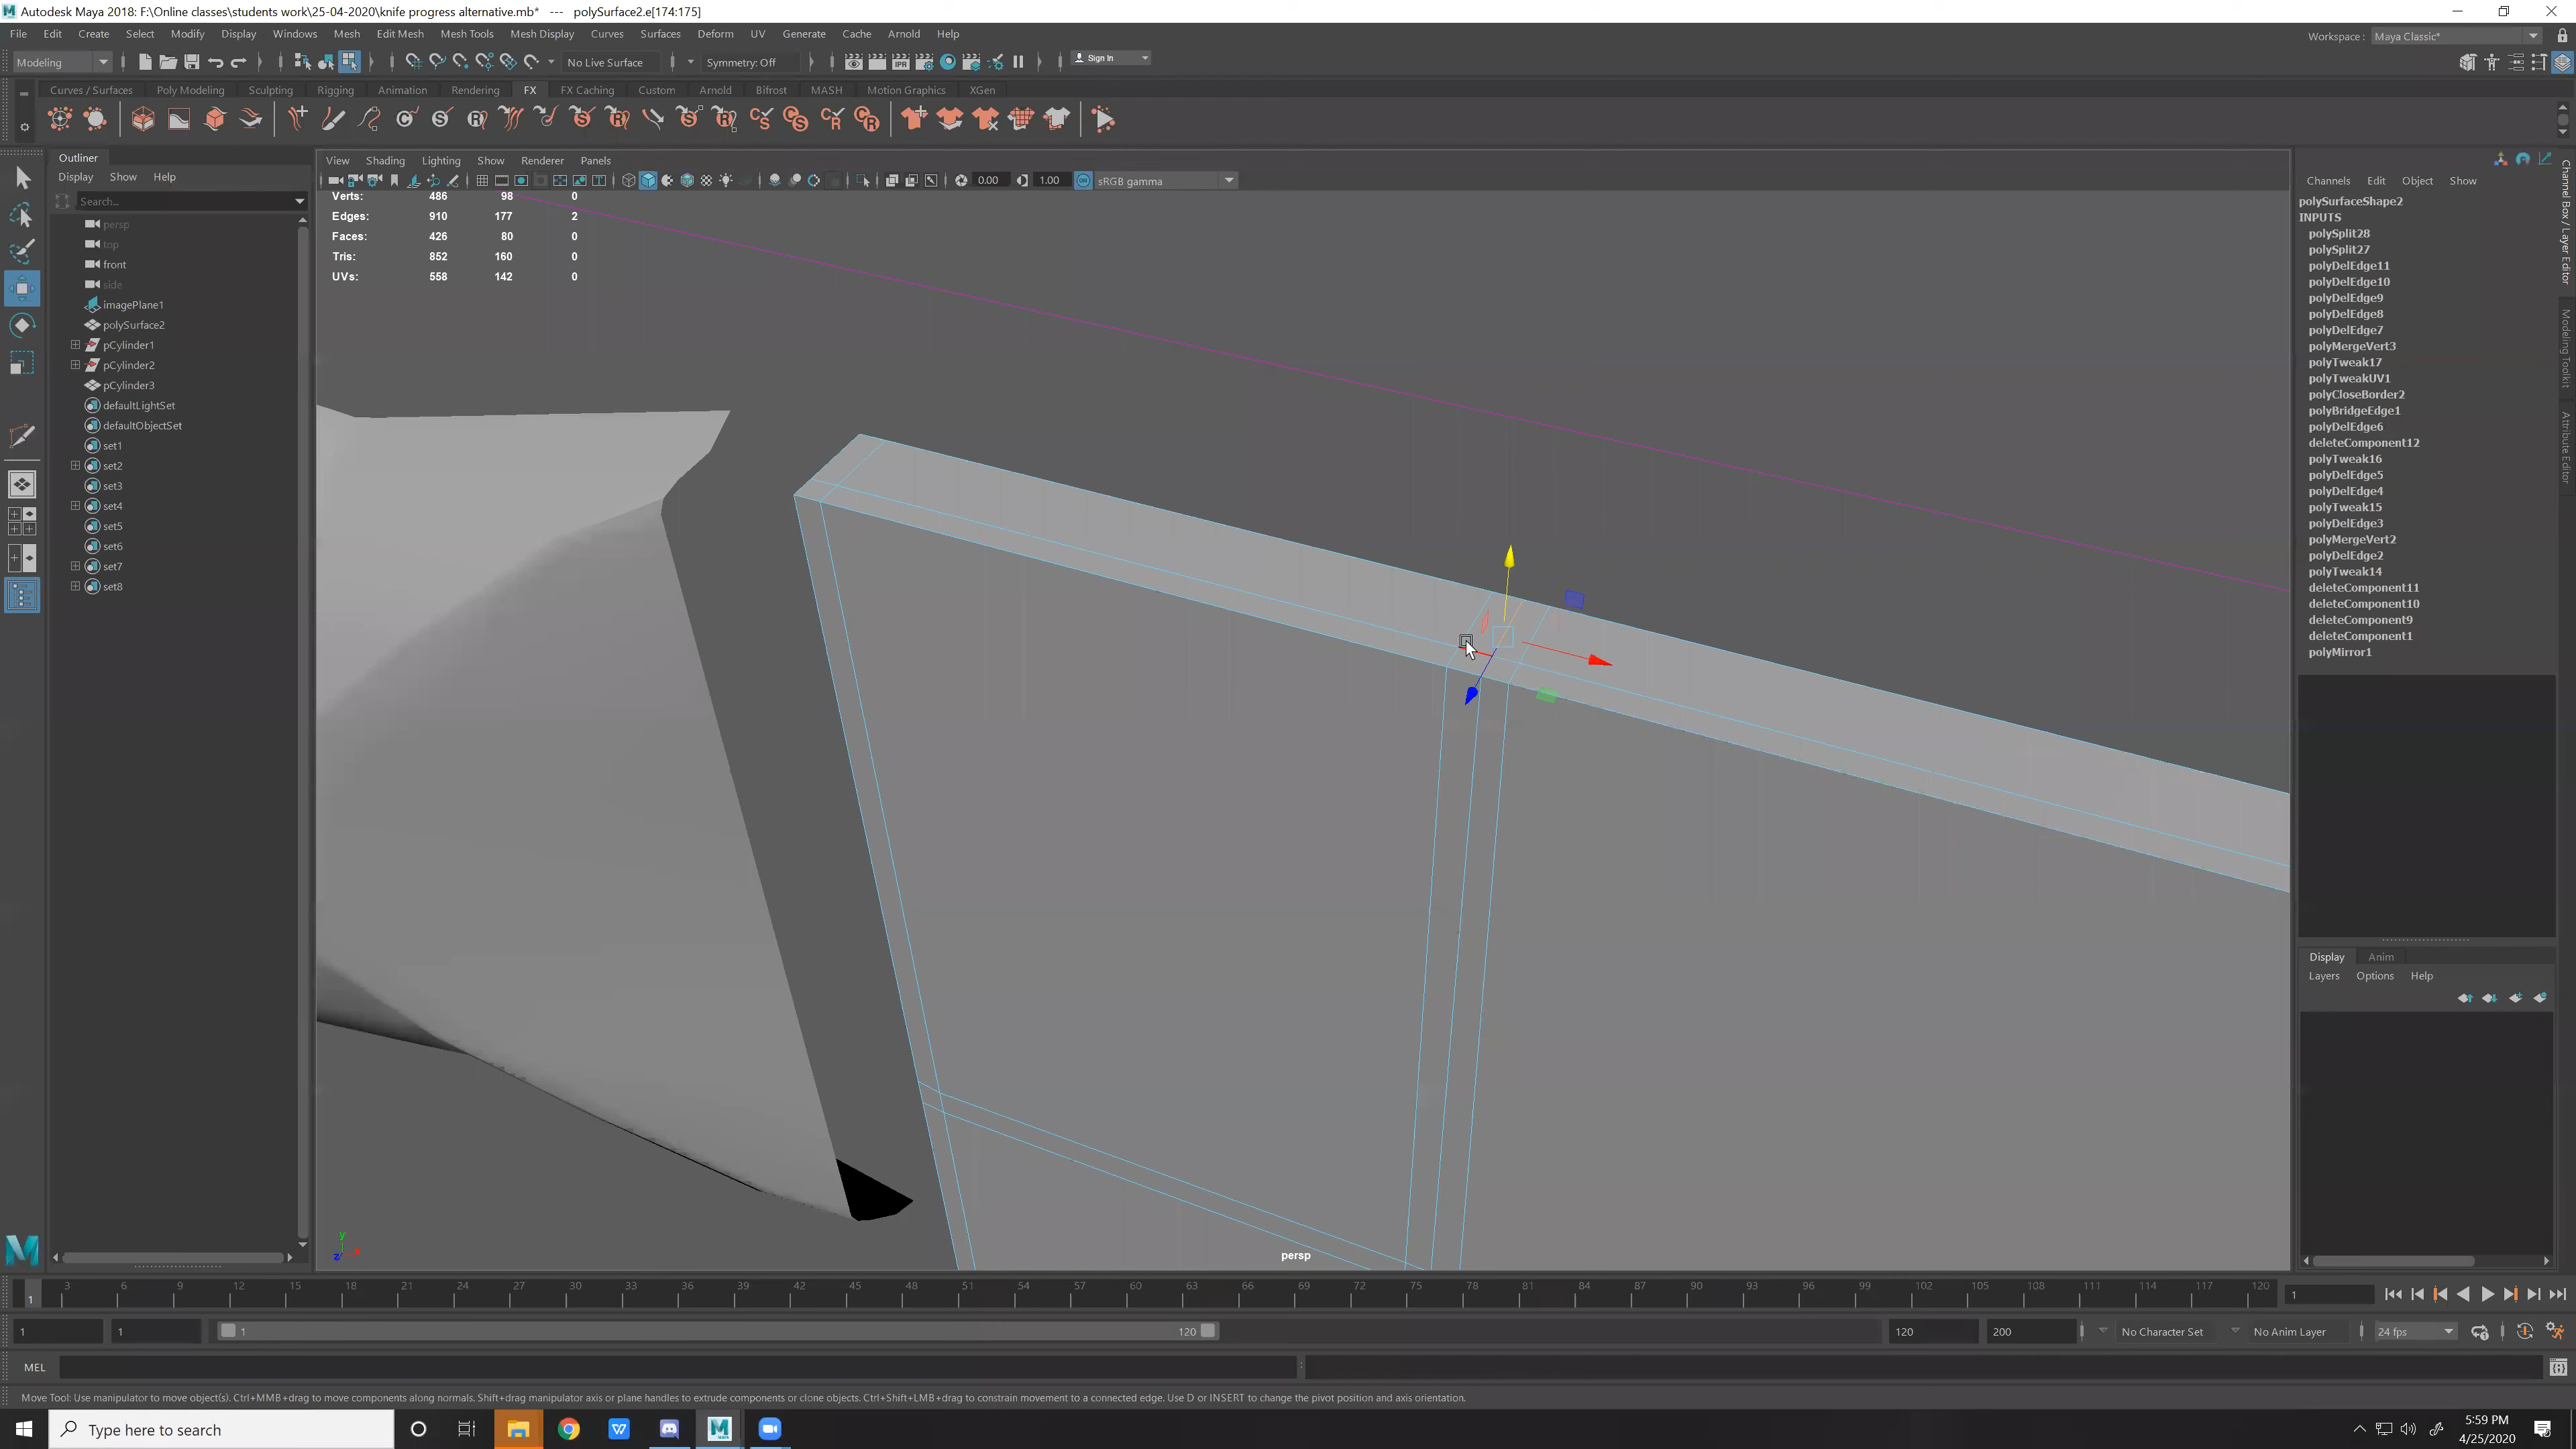 Autodesk Maya 2018: F:\Online classes\students work\25-04-2020\knife progress alternative.mb* --- polySurface2.e[174:175]
File Edit Create Select Modify Display Windows Mesh Edit Mesh Mesh Tools Mesh Display Curves Surfaces Deform UV Generate Cache Arnold Help
Workspace : Maya Classic*
Modeling No Live Surface Symmetry: Off Sign In
Curves / Surfaces Poly Modeling Sculpting Rigging Animation Rendering FX FX Caching Custom Arnold Bifrost MASH Motion Graphics XGen
Outliner
Display Show Help
Search...
persp
top
front
side
imagePlane1
polySurface2
pCylinder1
pCylinder2
pCylinder3
defaultLightSet
defaultObjectSet
set1
set2
set3
set4
set5
set6
set7
set8
View Shading Lighting Show Renderer Panels
0.00 1.00 sRGB gamma
Verts: 486 98 0
Edges: 910 177 2
Faces: 426 80 0
Tris: 852 160 0
UVs: 558 142 0
y
z x
persp
Channels Edit Object Show
polySurfaceShape2
INPUTS
polySplit28
polySplit27
polyDelEdge11
polyDelEdge10
polyDelEdge9
polyDelEdge8
polyDelEdge7
polyMergeVert3
polyTweak17
polyTweakUV1
polyCloseBorder2
polyBridgeEdge1
polyDelEdge6
deleteComponent12
polyTweak16
polyDelEdge5
polyDelEdge4
polyTweak15
polyDelEdge3
polyMergeVert2
polyDelEdge2
polyTweak14
deleteComponent11
deleteComponent10
deleteComponent9
deleteComponent1
polyMirror1
Channel Box / Layer Editor
Modeling Toolkit
Attribute Editor
Display Anim
Layers Options Help
1 3 6 9 12 15 18 21 24 27 30 33 36 39 42 45 48 51 54 57 60 63 66 69 72 75 78 81 84 87 90 93 96 99 102 105 108 111 114 117 120 1
1 1 1 120 120 200 No Character Set No Anim Layer 24 fps
MEL
Move Tool: Use manipulator to move object(s). Ctrl+MMB+drag to move components along normals. Shift+drag manipulator axis or plane handles to extrude components or clone objects. Ctrl+Shift+LMB+drag to constrain movement to a connected edge. Use D or INSERT to change the pivot position and axis orientation.
Type here to search
5:59 PM
4/25/2020